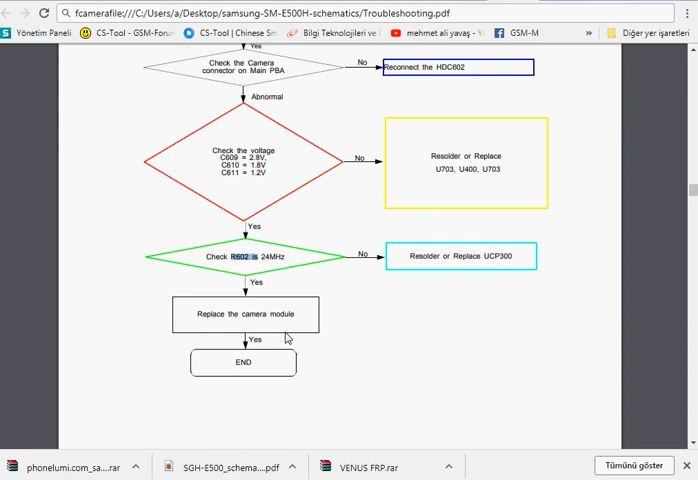 fcamerafile:///C:/Users/a/Desktop/samsung-SM-E500H-schematics/Troubleshooting.pdf
Yönetim Paneli
CS-Tool | GSM-Forum
CS-Tool | Chinese Sm
Bilgi Teknolojileri ve İ
mehmet ali yavaş -
GSM-M
»
Diğer yer işaretleri
Yes
Check the Camera
connector on Main PBA
No
Reconnect the HDC602
Abnormal
Check the voltage
C609 = 2.8V,
C610 = 1.8V
C611 = 1.2V
No
Resolder or Replace
U703, U400, U703
Yes
Check R602 is 24MHz
No
Resolder or Replace UCP300
Yes
Replace the camera module
Yes
END
phonelumi.com_sa....rar
SGH-E500_schema....pdf
VENUS FRP.rar
Tümünü göster